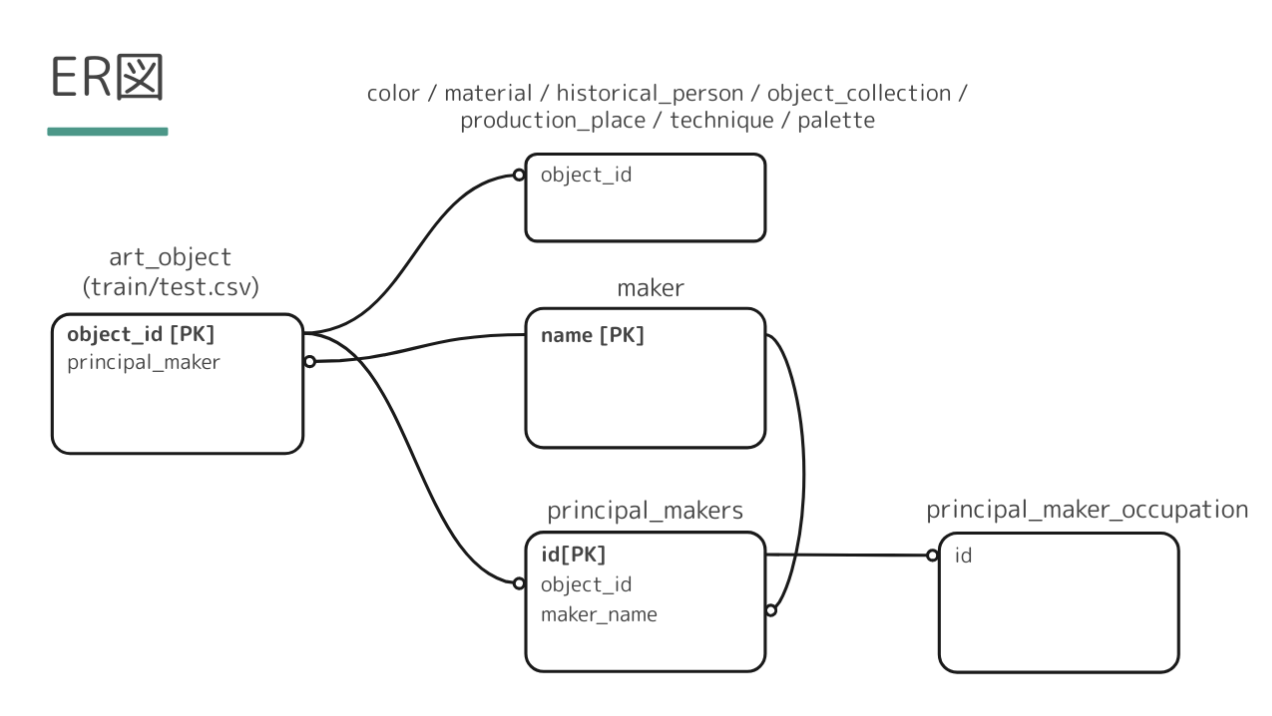 ER図
color / material / historical_person / object_collection /
production_place / technique / palette
object_id
art_object
(train/test.csv)
object_id [PK]
principal_maker
maker
name [PK]
principal_makers
id[PK]
object_id
maker_name
principal_maker_occupation
id